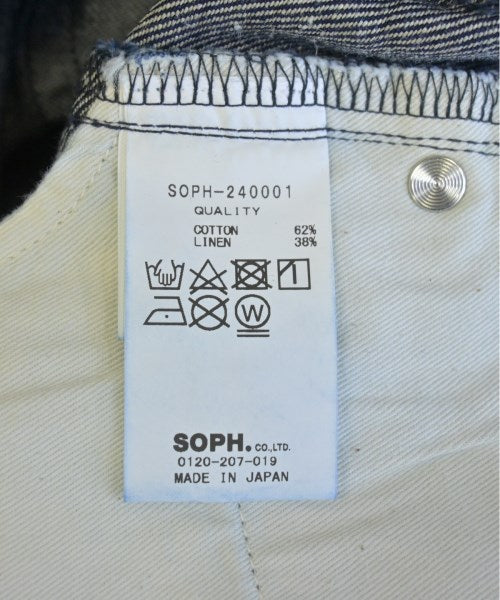 SOPH-240001
QUALITY
COTTON 62%
LINEN 38%
W
SOPH. CO.,LTD.
0120-207-019
MADE IN JAPAN